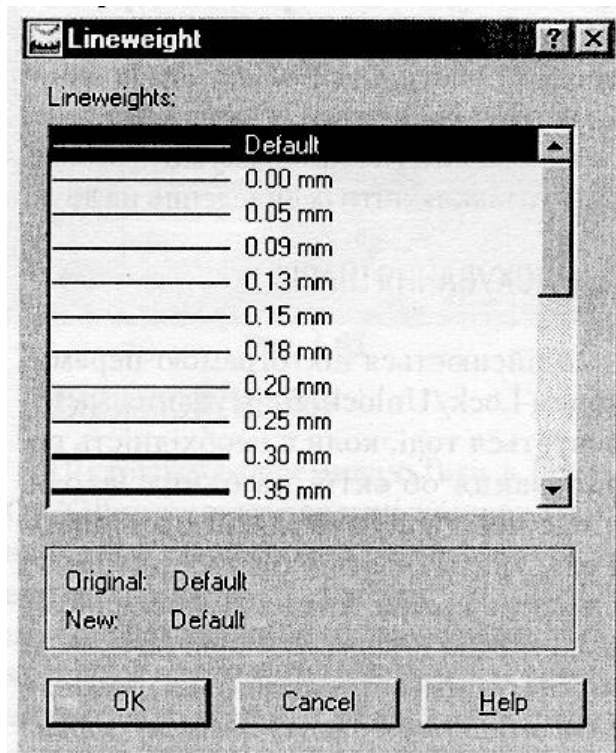 Lineweight
Lineweights:
Default
0.00 mm
0.05 mm
0.09 mm
0.13 mm
0.15 mm
0.18 mm
0.20 mm
0.25 mm
0.30 mm
0.35 mm
Original: Default
New: Default
OK Cancel Help